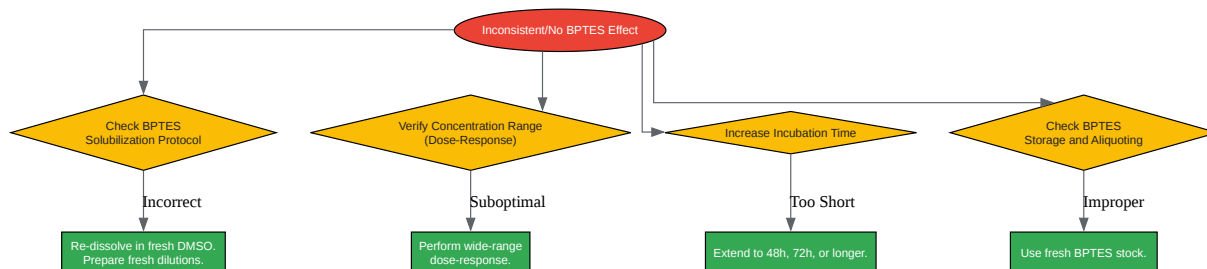 Inconsistent/No BPTES Effect
Check BPTES
Solubilization Protocol
Verify Concentration Range
(Dose-Response)
Increase Incubation Time
Check BPTES
Storage and Aliquoting
Incorrect
Suboptimal
Too Short
Improper
Re-dissolve in fresh DMSO.
Prepare fresh dilutions.
Perform wide-range
dose-response.
Extend to 48h, 72h, or longer.
Use fresh BPTES stock.